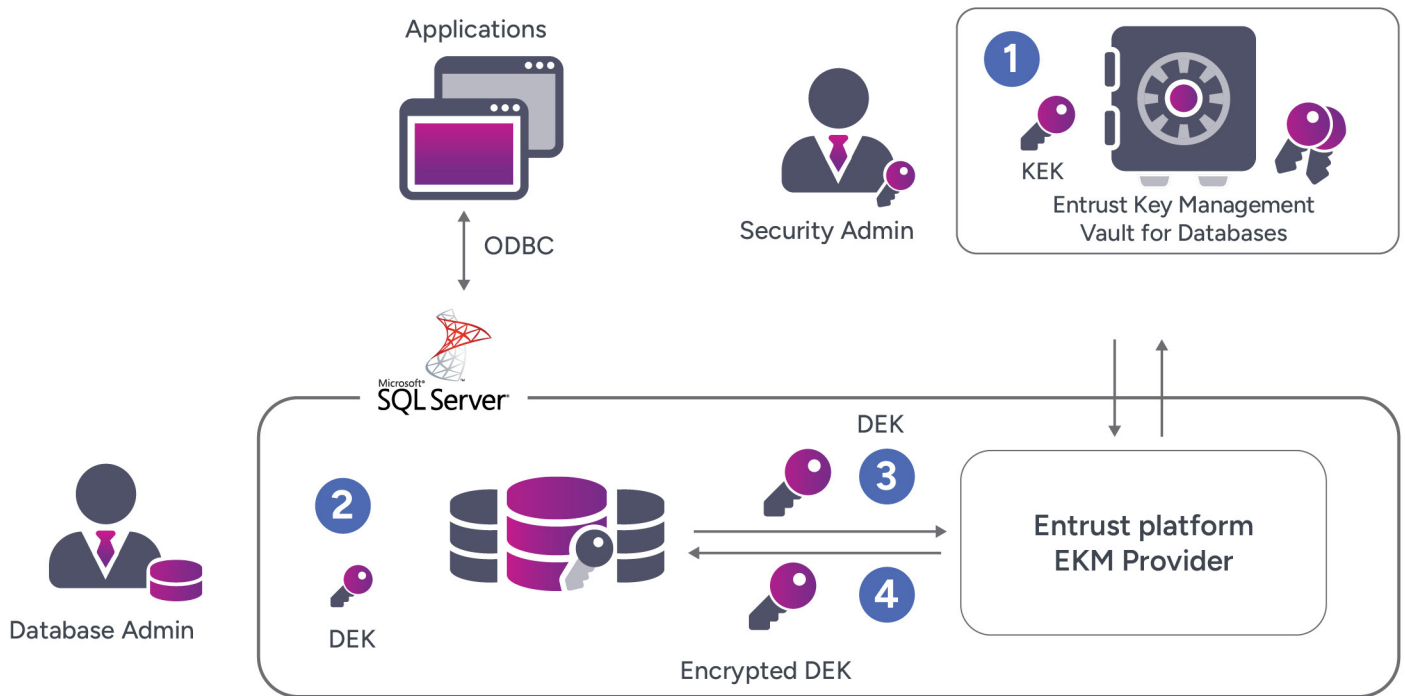 Applications
1
KEK
Entrust Key Management
Vault for Databases
Security Admin
ODBC
Microsoft®
SQL Server®
DEK
3
2
Entrust platform
EKM Provider
4
DEK
Database Admin
Encrypted DEK